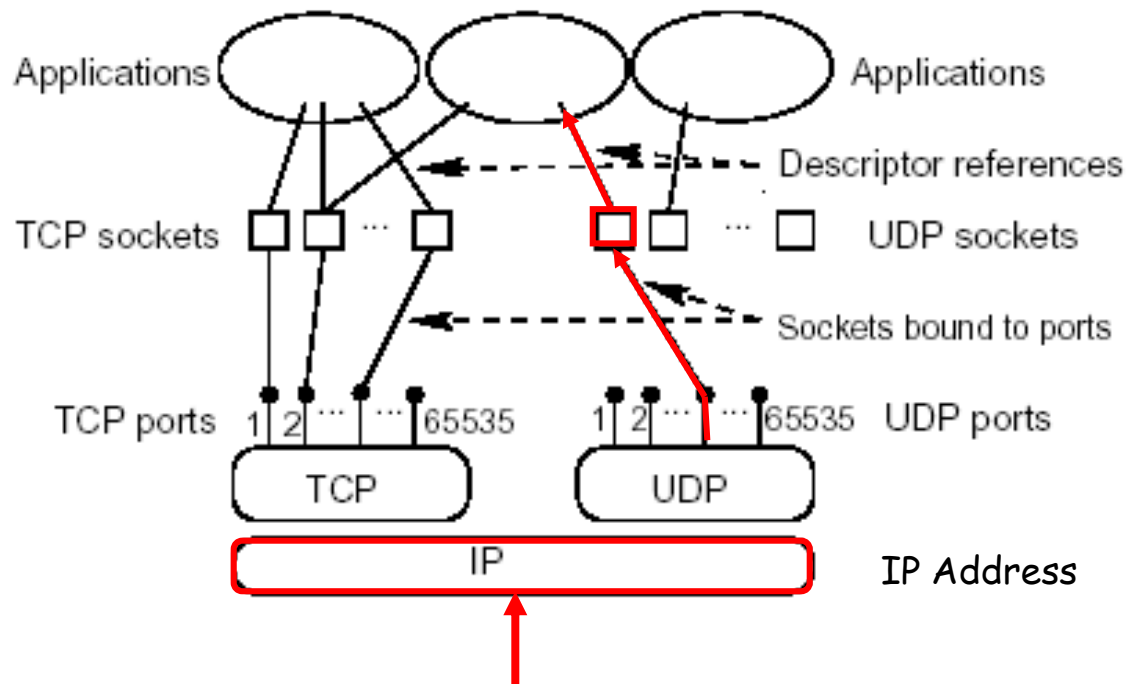 Applications Applications
Descriptor references
TCP sockets ... ... UDP sockets
Sockets bound to ports
TCP ports 1 2 ... ... 65535 1 2 ... ... 65535 UDP ports
TCP UDP
IP IP Address